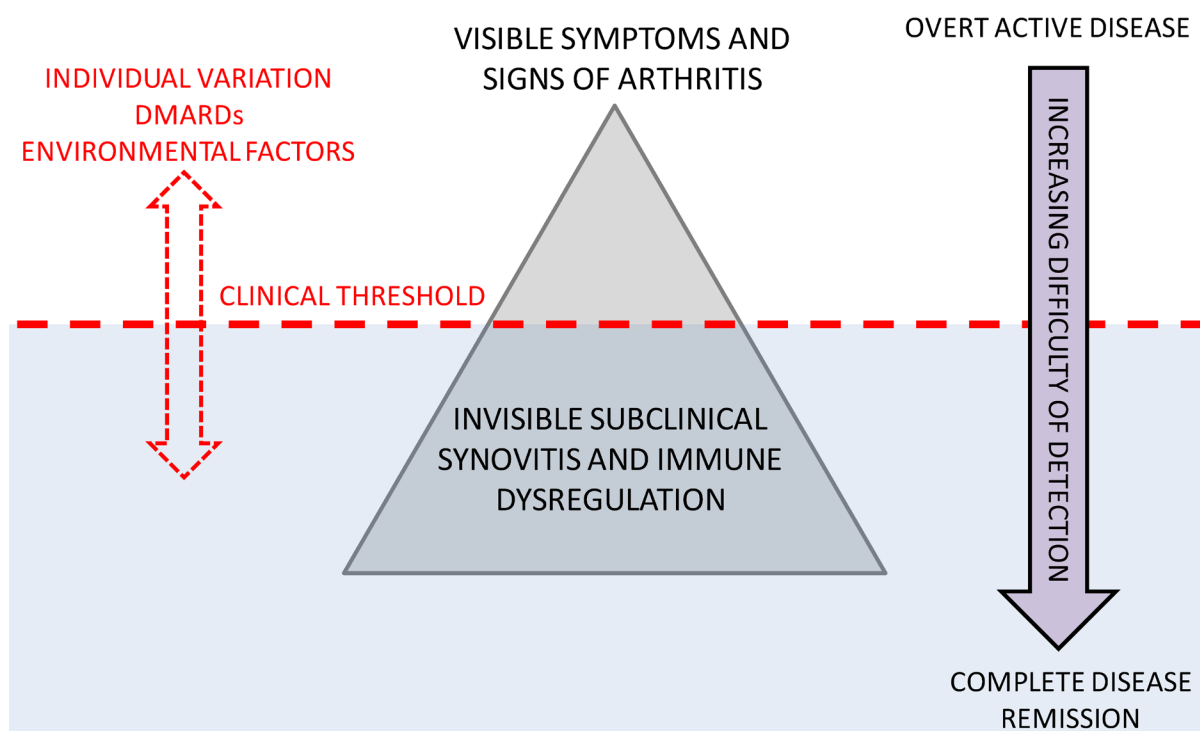 INDIVIDUAL VARIATION
DMARDs
ENVIRONMENTAL FACTORS
VISIBLE SYMPTOMS AND
SIGNS OF ARTHRITIS
OVERT ACTIVE DISEASE
CLINICAL THRESHOLD
INVISIBLE SUBCLINICAL
SYNOVITIS AND IMMUNE
DYSREGULATION
INCREASING DIFFICULTY OF DETECTION
COMPLETE DISEASE
REMISSION